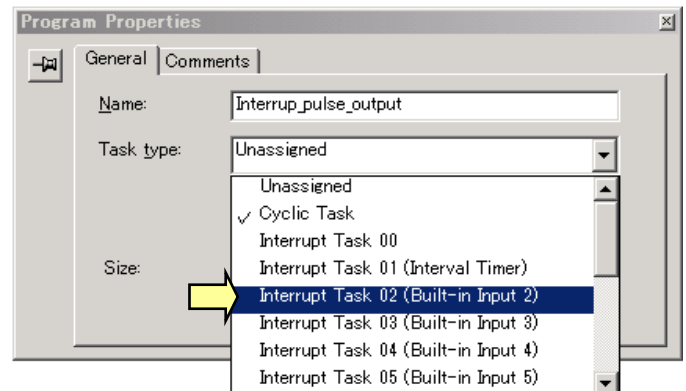 Program Properties
General Comments
Name: Interrup_pulse_output
Task type: Unassigned
Unassigned
Cyclic Task
Interrupt Task 00
Size: Interrupt Task 01 (Interval Timer)
Interrupt Task 02 (Built-in Input 2)
Interrupt Task 03 (Built-in Input 3)
Interrupt Task 04 (Built-in Input 4)
Interrupt Task 05 (Built-in Input 5)